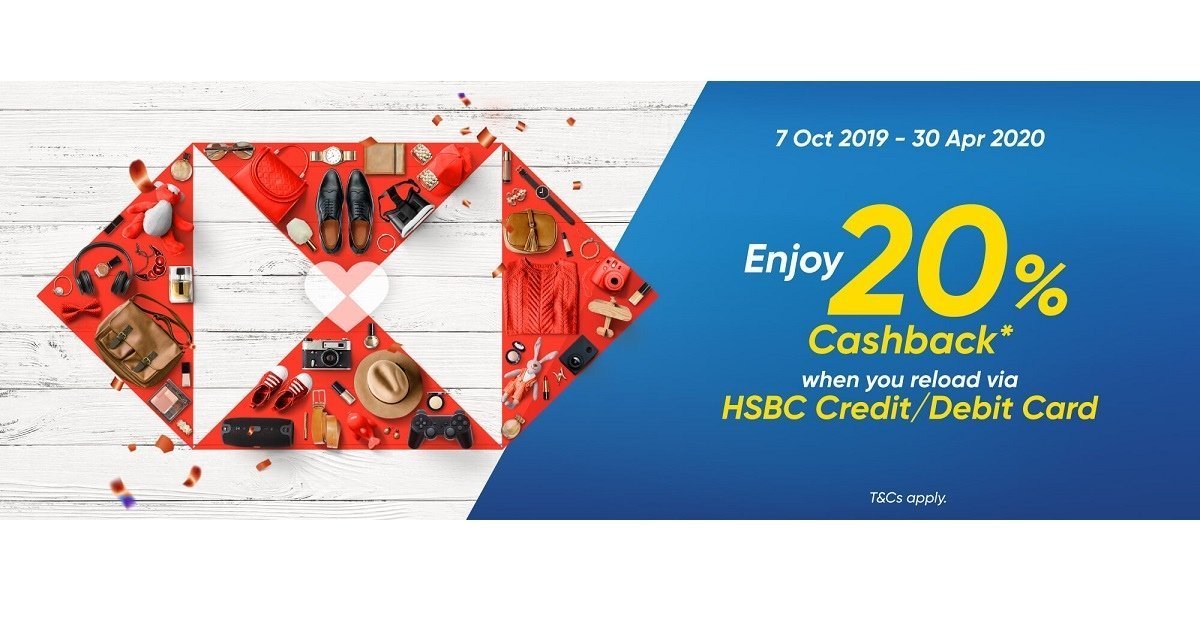 7 Oct 2019 - 30 Apr 2020
Enjoy 20%
Cashback*
when you reload via
HSBC Credit/Debit Card
T&Cs apply.